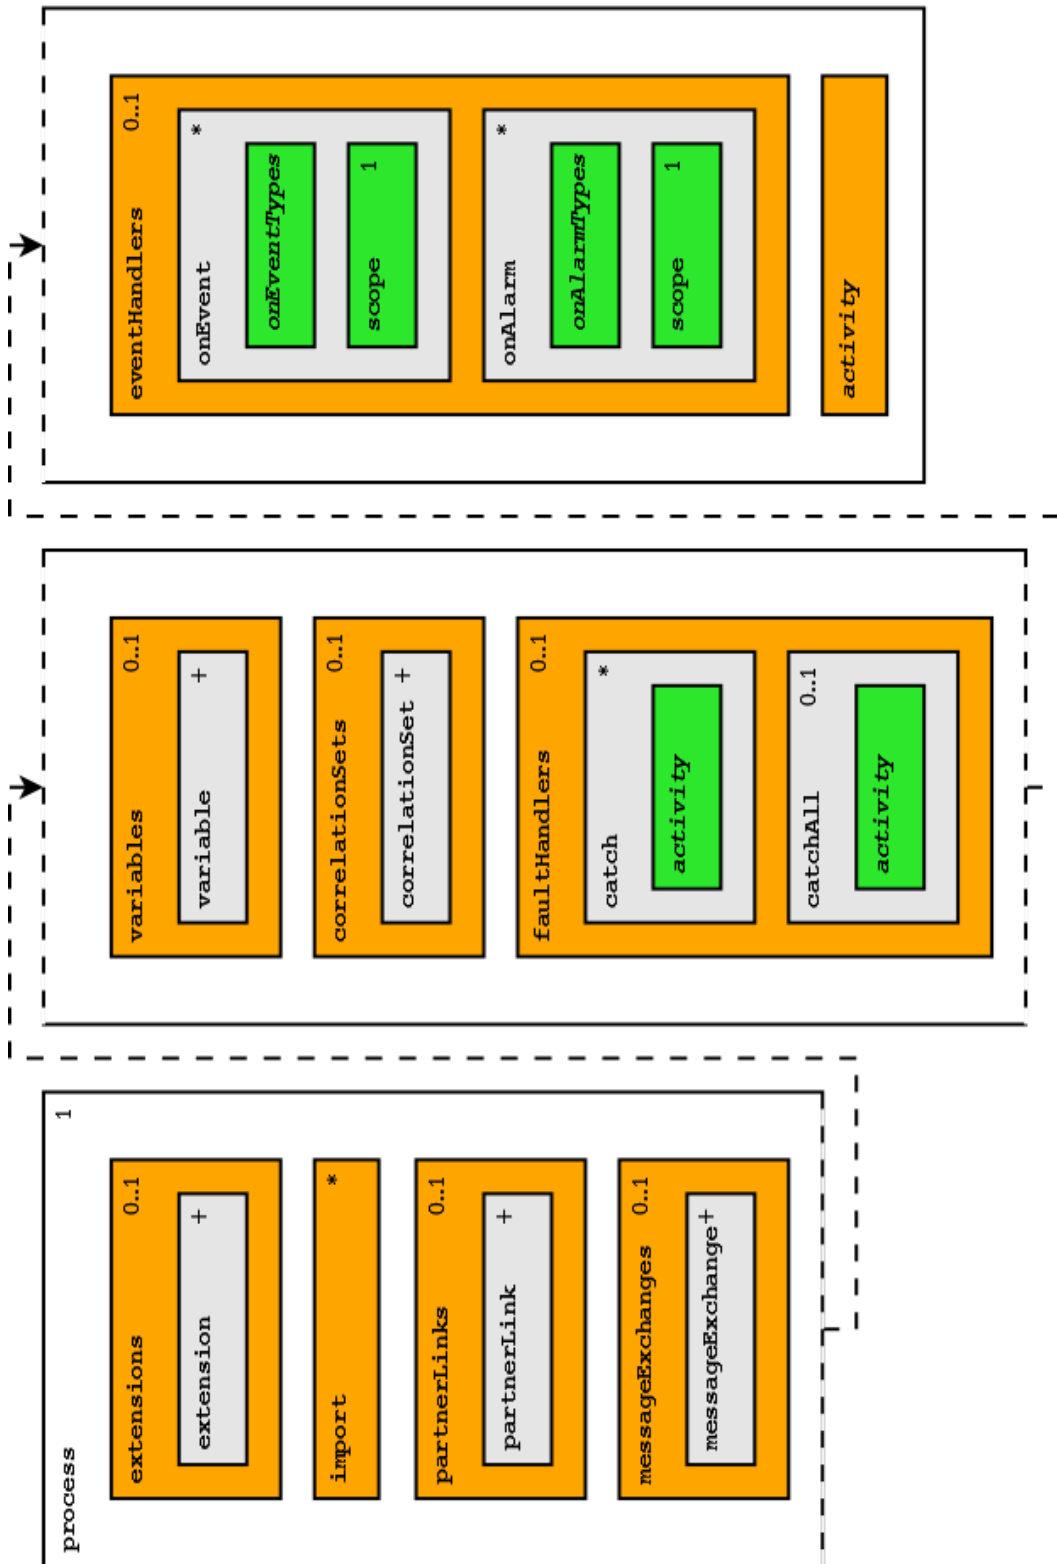 process 1
extensions 0..1
extension +
import *
partnerLinks 0..1
partnerLink +
messageExchanges 0..1
messageExchange+
variables 0..1
variable +
correlationSets 0..1
correlationSet +
faultHandlers 0..1
catch *
activity
catchAll 0..1
activity
eventHandlers 0..1
onEvent *
onEventTypes
scope 1
onAlarm *
onAlarmTypes
scope 1
activity